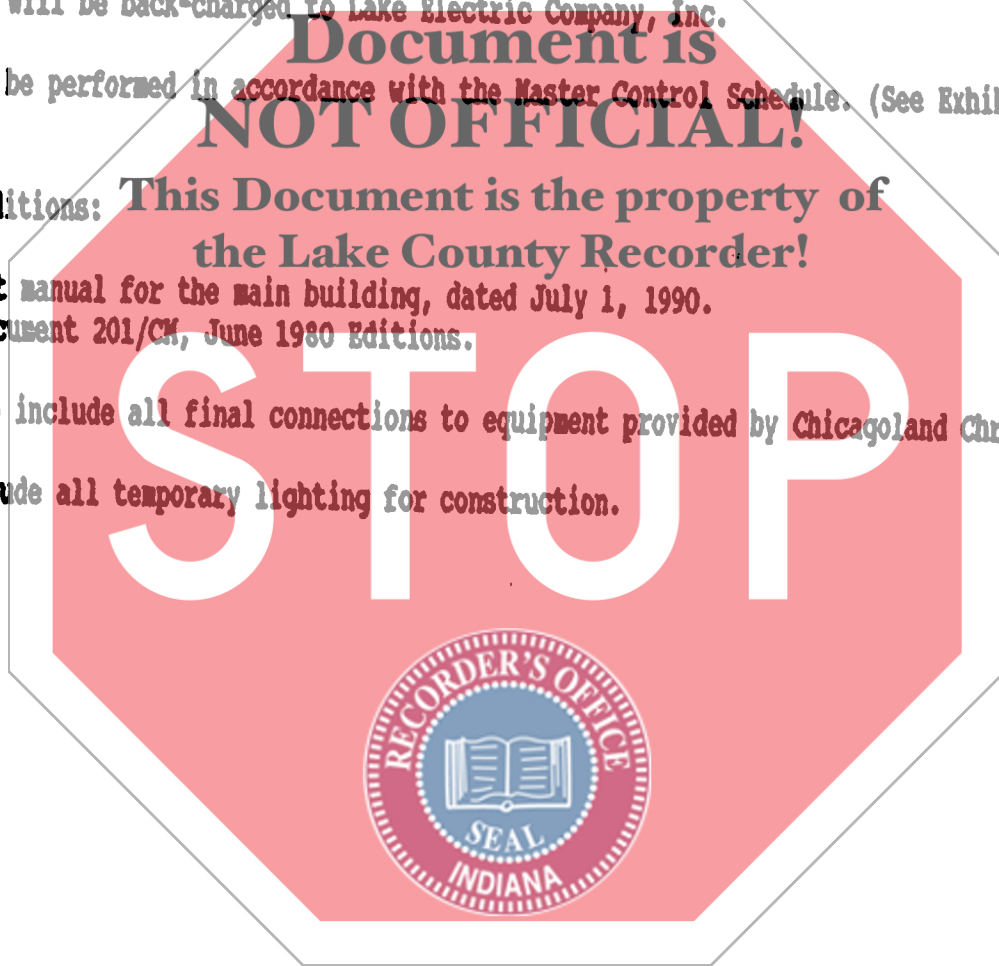 will be back-charged to Lake Electric Company, Inc.
Document is
be performed in accordance with the Master Control Schedule. (See Exhi
NOT OFFICIAL!
This Document is the property of
itions:
the Lake County Recorder!
manual for the main building, dated July 1, 1990.
cument 201/CM, June 1980 Editions.
STOP
include all final connections to equipment provided by Chicagoland Chr
ude all temporary lighting for construction.
RECORDER'S OFFICE
SEAL
INDIANA